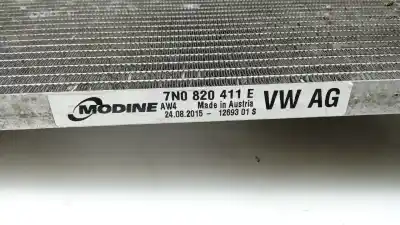 MODINE
7N0 820 411 E
AW4 Made in Austria
24.08.2015 - 12693 01 S
VW AG